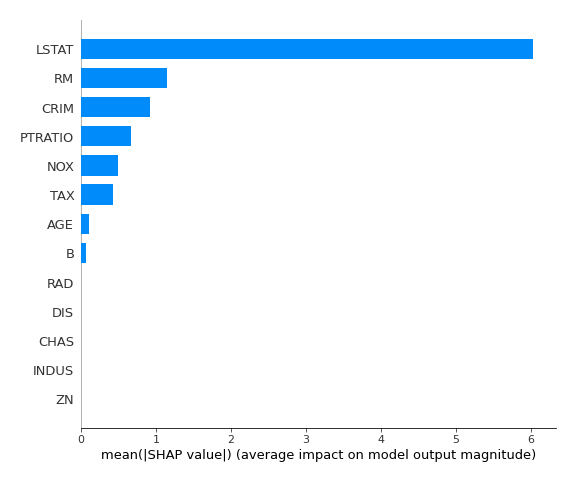 LSTAT
RM
CRIM
PTRATIO
NOX
TAX
AGE
B
RAD
DIS
CHAS
INDUS
ZN
0 1 2 3 4 5 6
mean(|SHAP value|) (average impact on model output magnitude)